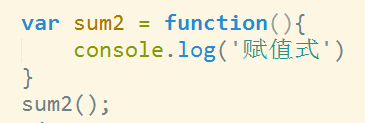 var sum2 = function(){
    console.log('赋值式')
}
sum2();